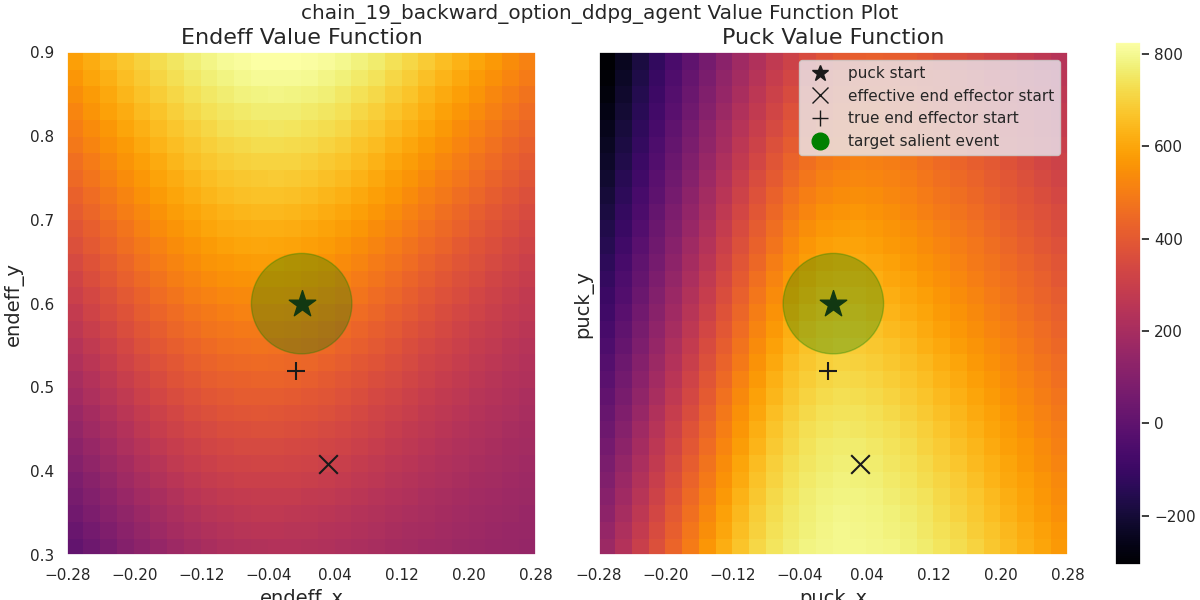 chain_19_backward_option_ddpg_agent Value Function Plot
Endeff Value Function
Puck Value Function
puck start
effective end effector start
true end effector start
target salient event
endeff_y
0.9
0.8
0.7
0.6
0.5
0.4
0.3
−0.28 −0.20 −0.12 −0.04 0.04 0.12 0.20 0.28
endeff_x
puck_y
−0.28 −0.20 −0.12 −0.04 0.04 0.12 0.20 0.28
puck_x
800
600
400
200
0
−200